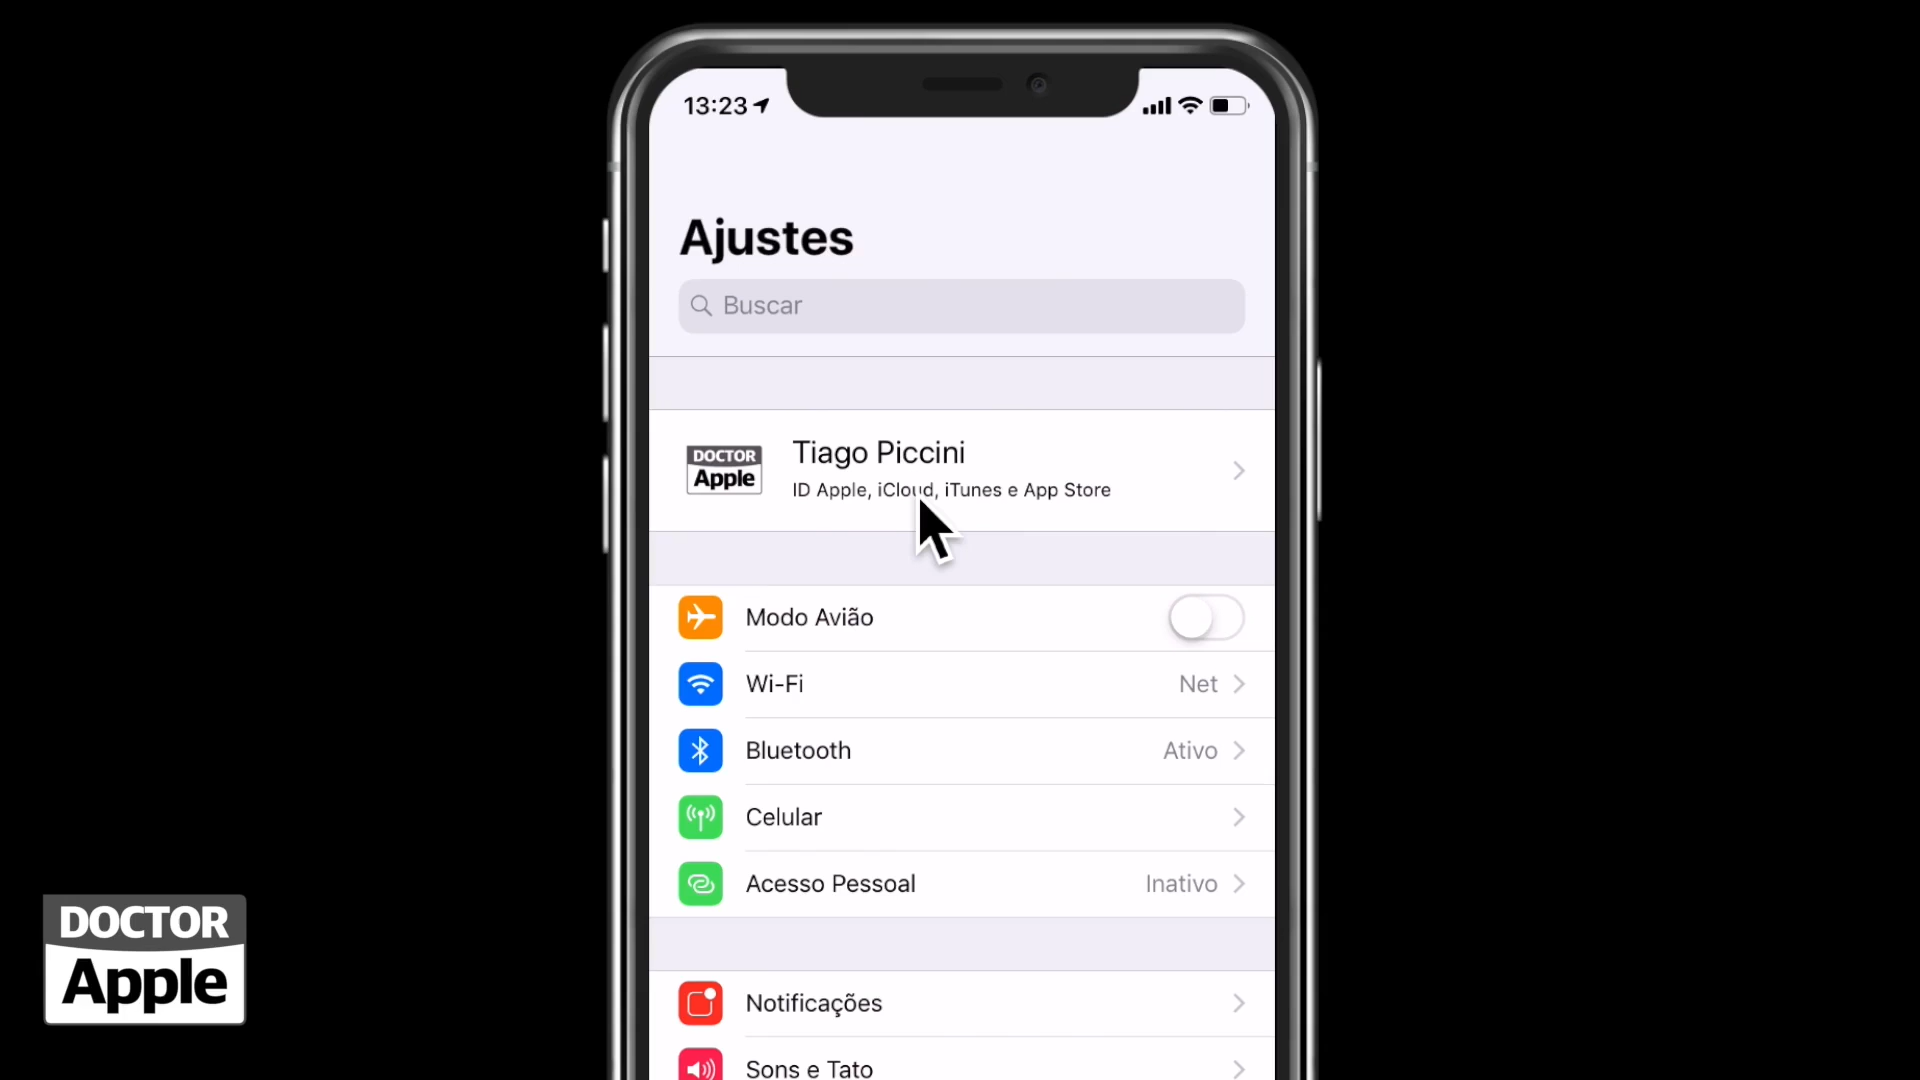 13:23
Ajustes
Buscar
DOCTOR
Apple
Tiago Piccini
ID Apple, iCloud, iTunes e App Store
Modo Avião
Wi-Fi
Net
Bluetooth
Ativo
Celular
Acesso Pessoal
Inativo
Notificações
Sons e Tato
DOCTOR
Apple